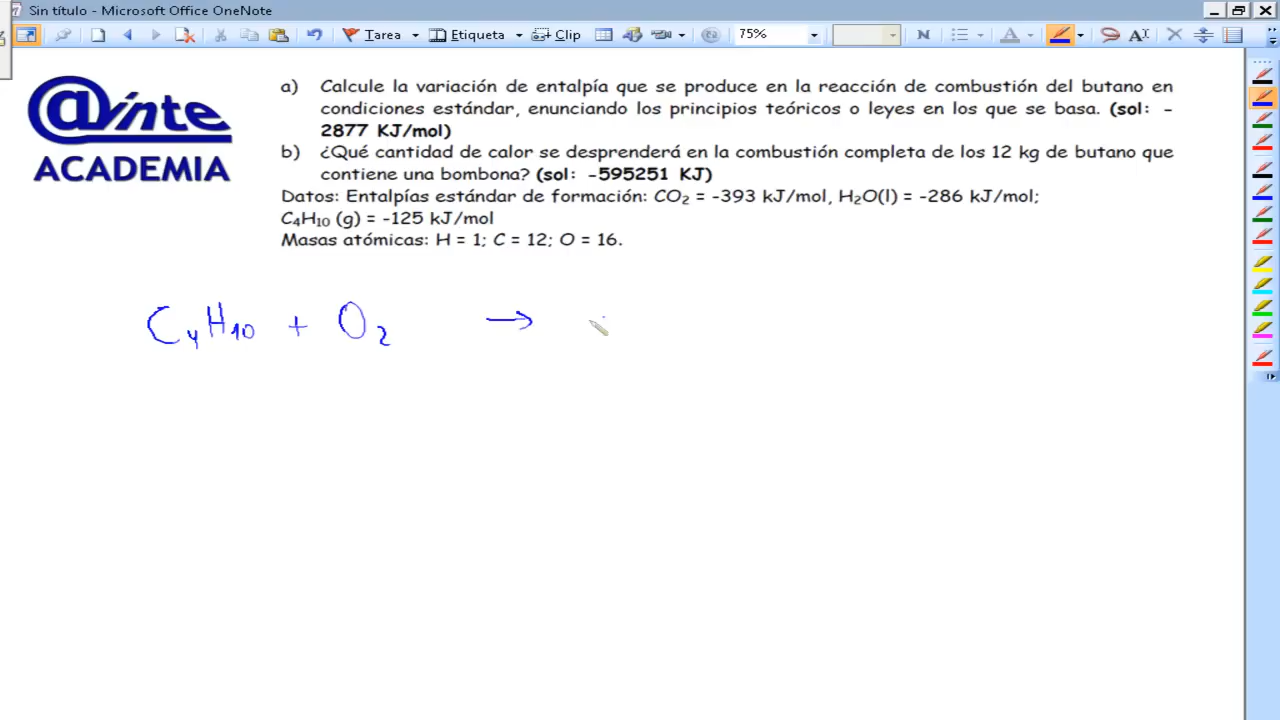 Sin título - Microsoft Office OneNote
Tarea Etiqueta Clip 75% N A A
@inte
ACADEMIA
a) Calcule la variación de entalpía que se produce en la reacción de combustión del butano en
condiciones estándar, enunciando los principios teóricos o leyes en los que se basa. (sol: -
2877 KJ/mol)
b) ¿Qué cantidad de calor se desprenderá en la combustión completa de los 12 kg de butano que
contiene una bombona? (sol: -595251 KJ)
Datos: Entalpías estándar de formación: CO₂ = -393 kJ/mol, H₂O(l) = -286 kJ/mol;
C₄H₁₀ (g) = -125 kJ/mol
Masas atómicas: H = 1; C = 12; O = 16.
C₄H₁₀ + O₂ →